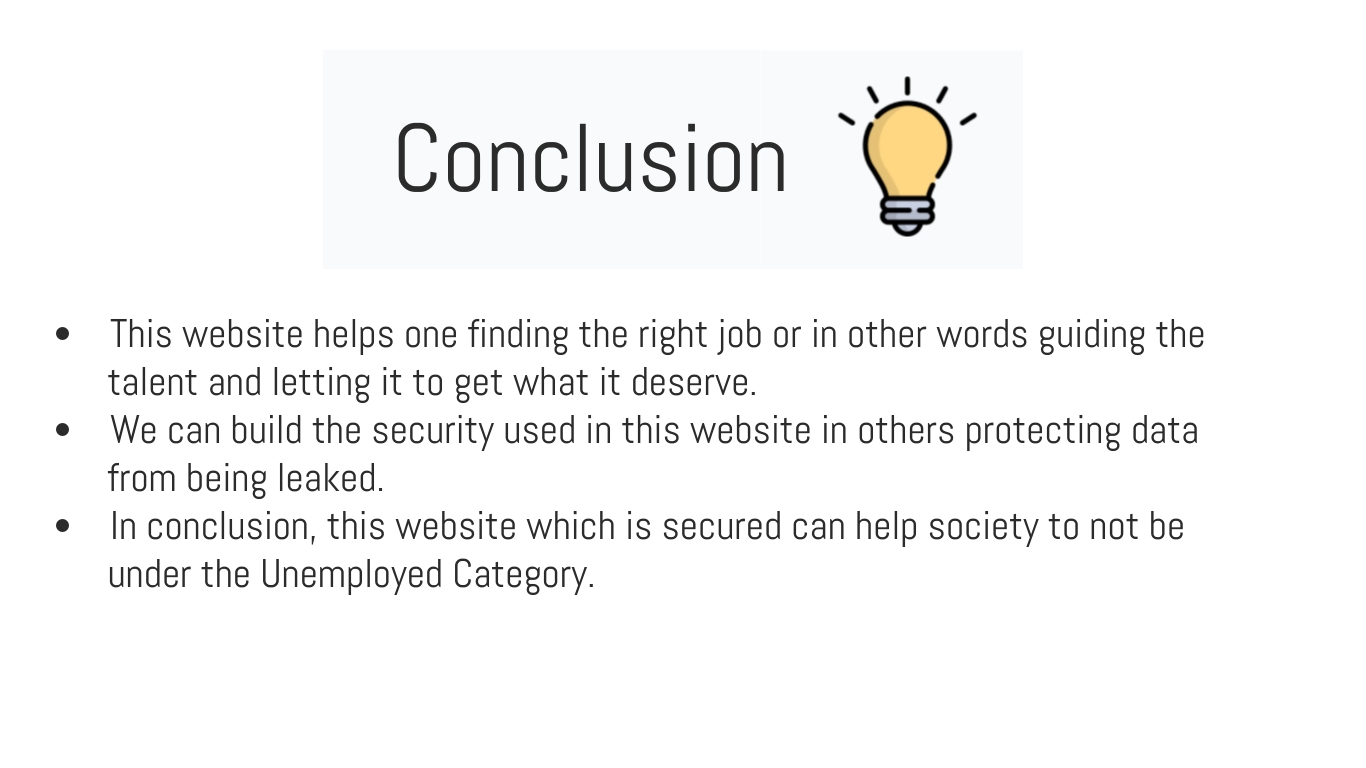 Conclusion
• This website helps one finding the right job or in other words guiding the
talent and letting it to get what it deserve.
• We can build the security used in this website in others protecting data
from being leaked.
• In conclusion, this website which is secured can help society to not be
under the Unemployed Category.